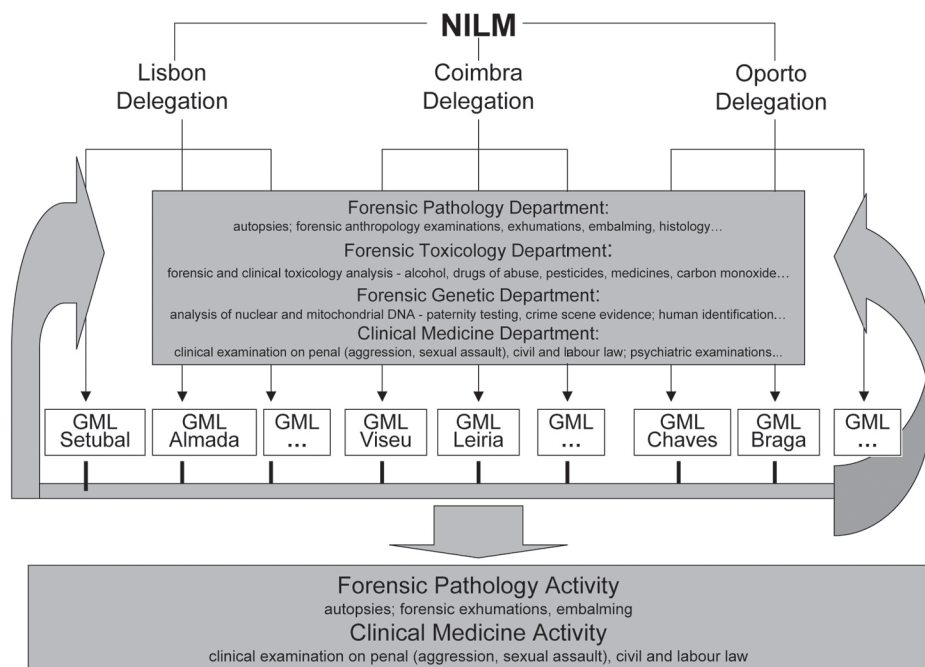 NILM
Lisbon
Delegation
Coimbra
Delegation
Oporto
Delegation
Forensic Pathology Department:
autopsies; forensic anthropology examinations, exhumations, embalming, histology…
Forensic Toxicology Department:
forensic and clinical toxicology analysis - alcohol, drugs of abuse, pesticides, medicines, carbon monoxide…
Forensic Genetic Department:
analysis of nuclear and mitochondrial DNA - paternity testing, crime scene evidence; human identification…
Clinical Medicine Department:
clinical examination on penal (aggression, sexual assault), civil and labour law; psychiatric examinations...
GML
Setubal
GML
Almada
GML
...
GML
Viseu
GML
Leiria
GML
...
GML
Chaves
GML
Braga
GML
...
Forensic Pathology Activity
autopsies; forensic exhumations, embalming
Clinical Medicine Activity
clinical examination on penal (aggression, sexual assault), civil and labour law